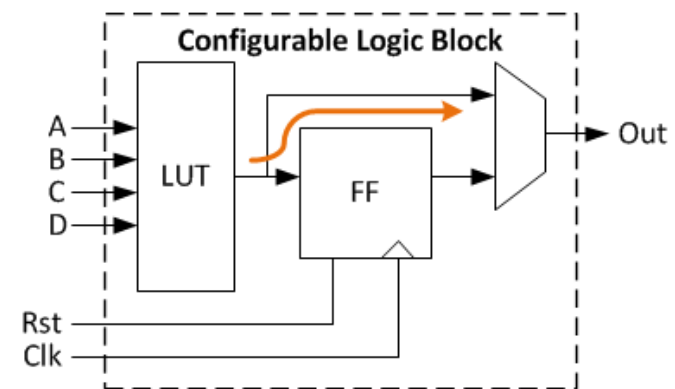 Configurable Logic Block
A
B
C
D
LUT
FF
Out
Rst
Clk